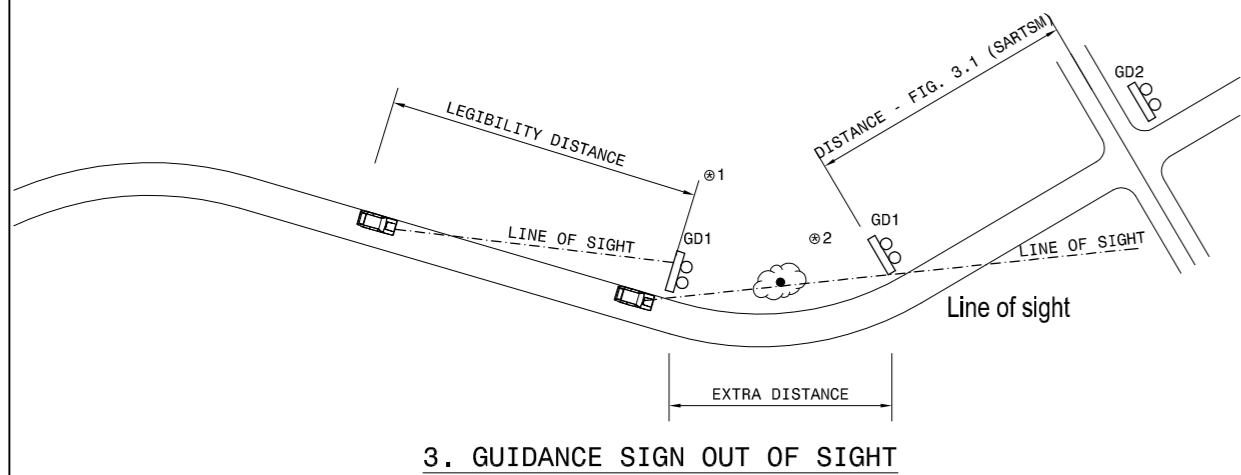 DISTANCE - FIG. 3.1 (SARTSM)
GD2
LEGIBILITY DISTANCE
⊛1
GD1
⊛2
GD1
LINE OF SIGHT
LINE OF SIGHT
Line of sight
EXTRA DISTANCE
3. GUIDANCE SIGN OUT OF SIGHT